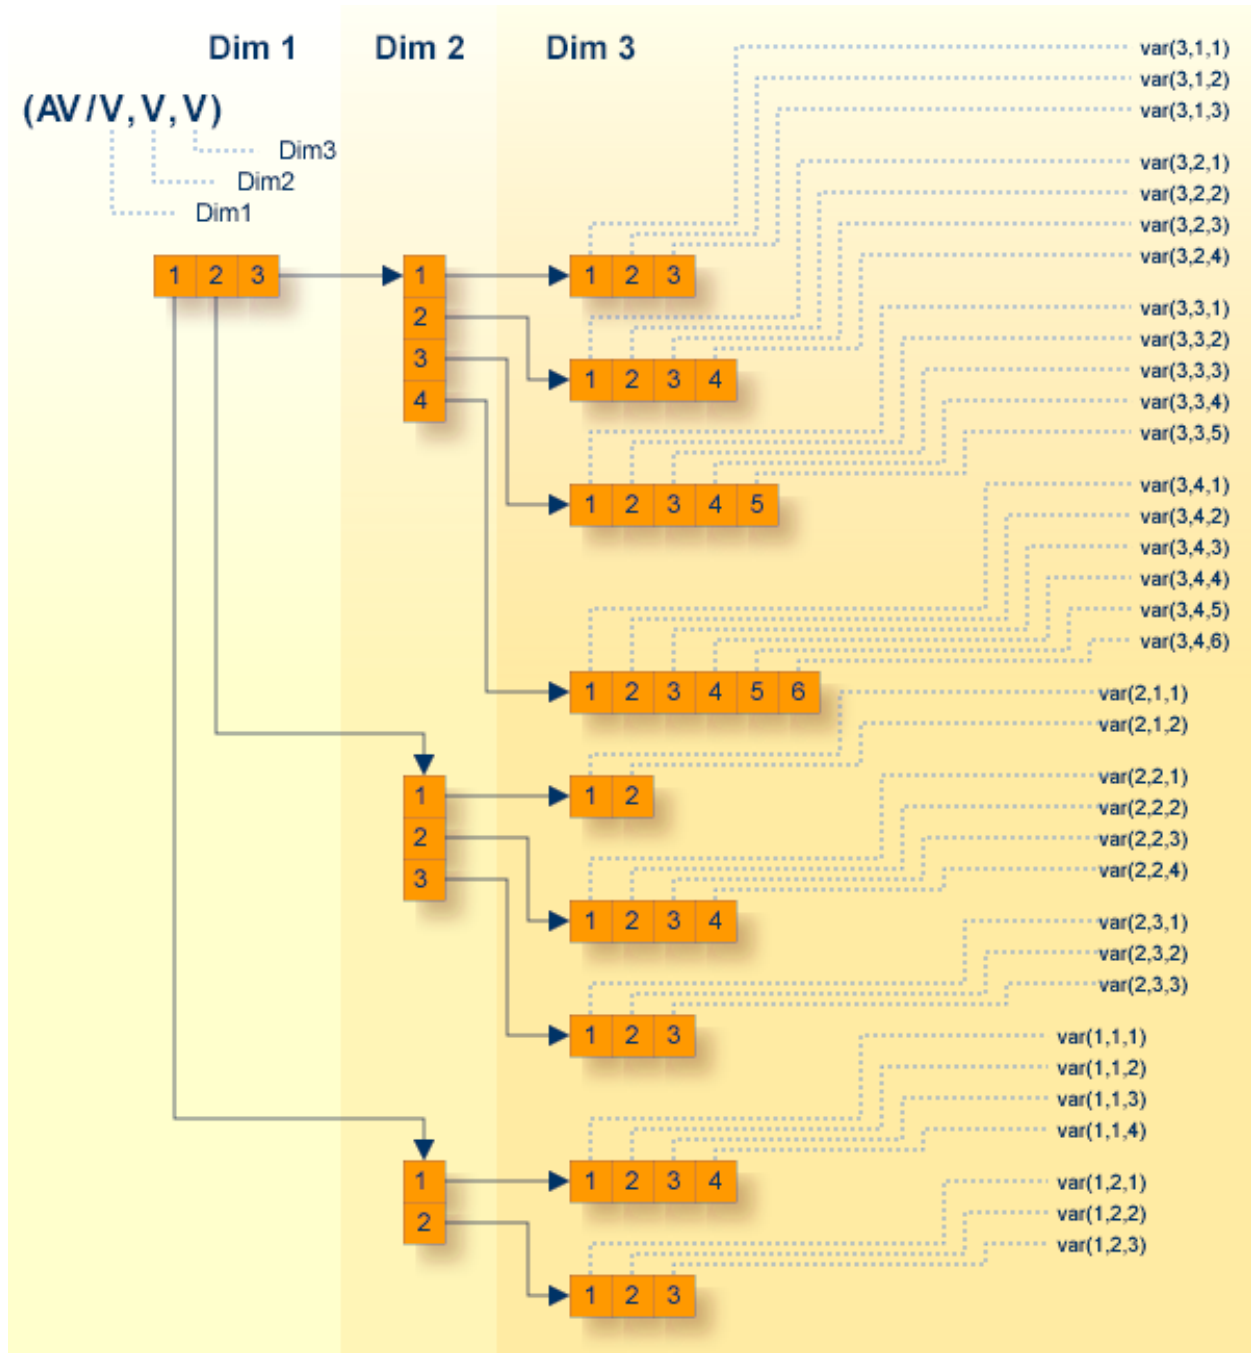 Dim 1 Dim 2 Dim 3
(AV/V,V,V)
Dim3
Dim2
Dim1
1 2 3
1
2
3
4
1 2 3
1 2 3 4
1 2 3 4 5
1 2 3 4 5 6
var(3,1,1)
var(3,1,2)
var(3,1,3)
var(3,2,1)
var(3,2,2)
var(3,2,3)
var(3,2,4)
var(3,3,1)
var(3,3,2)
var(3,3,3)
var(3,3,4)
var(3,3,5)
var(3,4,1)
var(3,4,2)
var(3,4,3)
var(3,4,4)
var(3,4,5)
var(3,4,6)
1
2
3
1 2
1 2 3 4
1 2 3
var(2,1,1)
var(2,1,2)
var(2,2,1)
var(2,2,2)
var(2,2,3)
var(2,2,4)
var(2,3,1)
var(2,3,2)
var(2,3,3)
1
2
1 2 3 4
1 2 3
var(1,1,1)
var(1,1,2)
var(1,1,3)
var(1,1,4)
var(1,2,1)
var(1,2,2)
var(1,2,3)